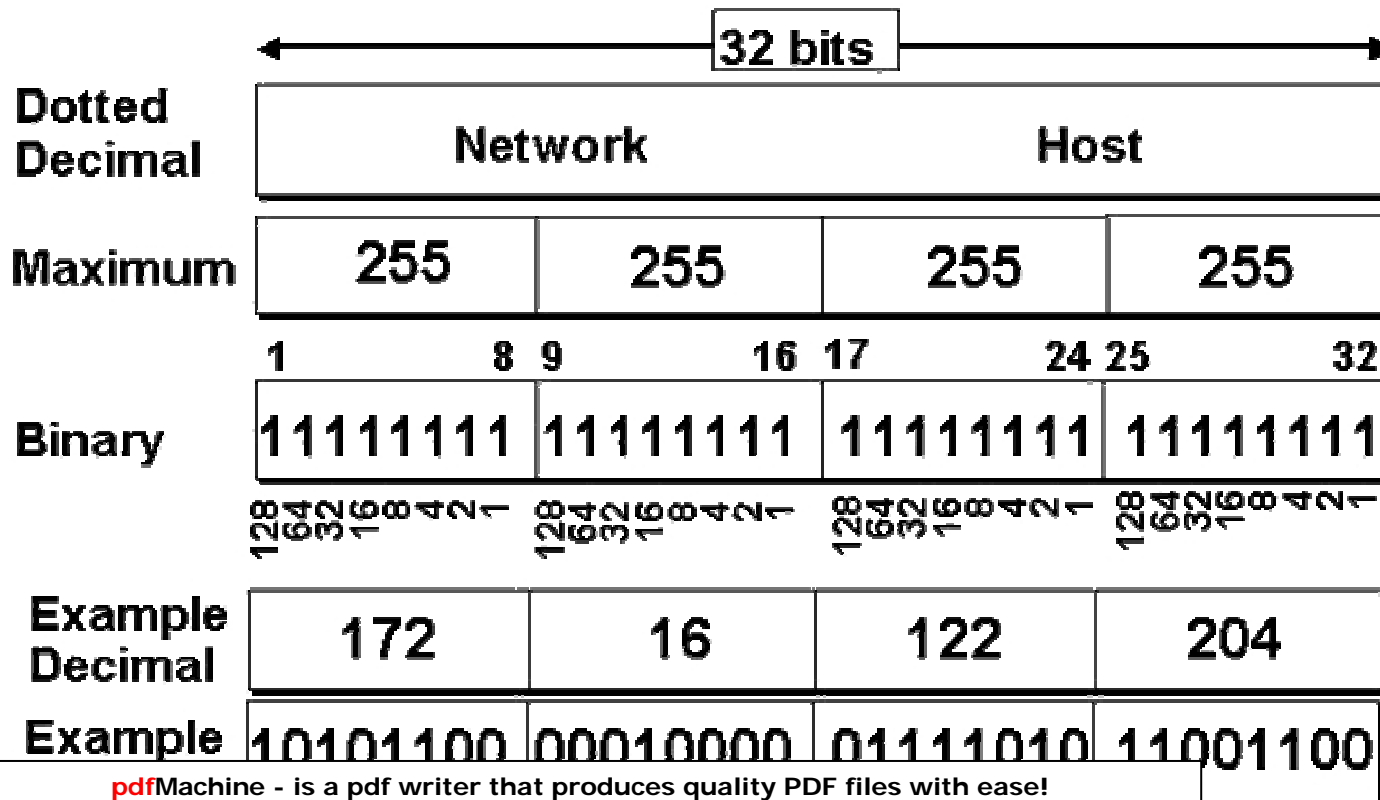 32 bits
Dotted
Decimal
Network Host
Maximum 255 255 255 255
1 8 9 16 17 24 25 32
Binary 11111111 11111111 11111111 11111111
128 64 32 16 8 4 2 1 128 64 32 16 8 4 2 1 128 64 32 16 8 4 2 1 128 64 32 16 8 4 2 1
Example
Decimal
172 16 122 204
Example 10101100 00010000 01111010 11001100
pdfMachine - is a pdf writer that produces quality PDF files with ease!